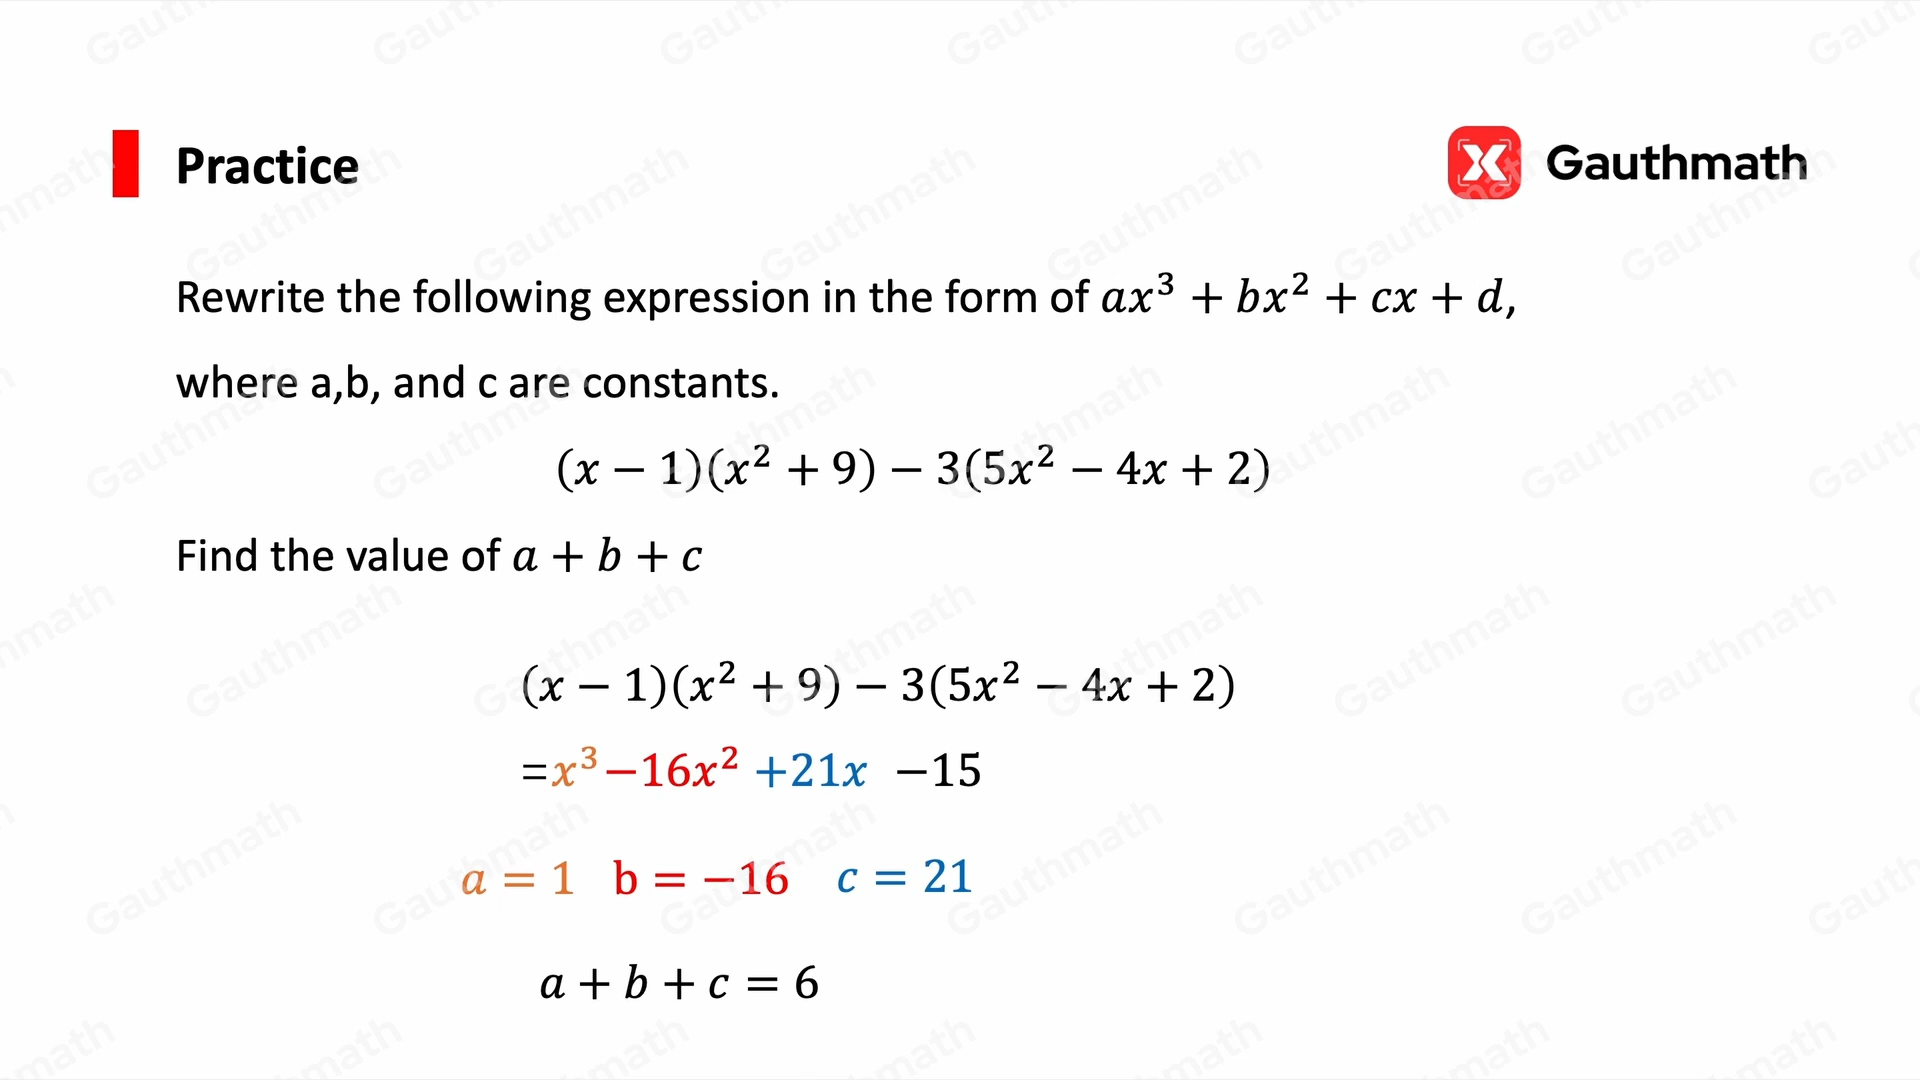 Practice
Gauthmath
Rewrite the following expression in the form of ax³ + bx² + cx + d,
where a,b, and c are constants.
(x − 1)(x² + 9) − 3(5x² − 4x + 2)
Find the value of a + b + c
(x − 1)(x² + 9) − 3(5x² − 4x + 2)
=x³−16x² +21x −15
a = 1 b = −16 c = 21
a + b + c = 6